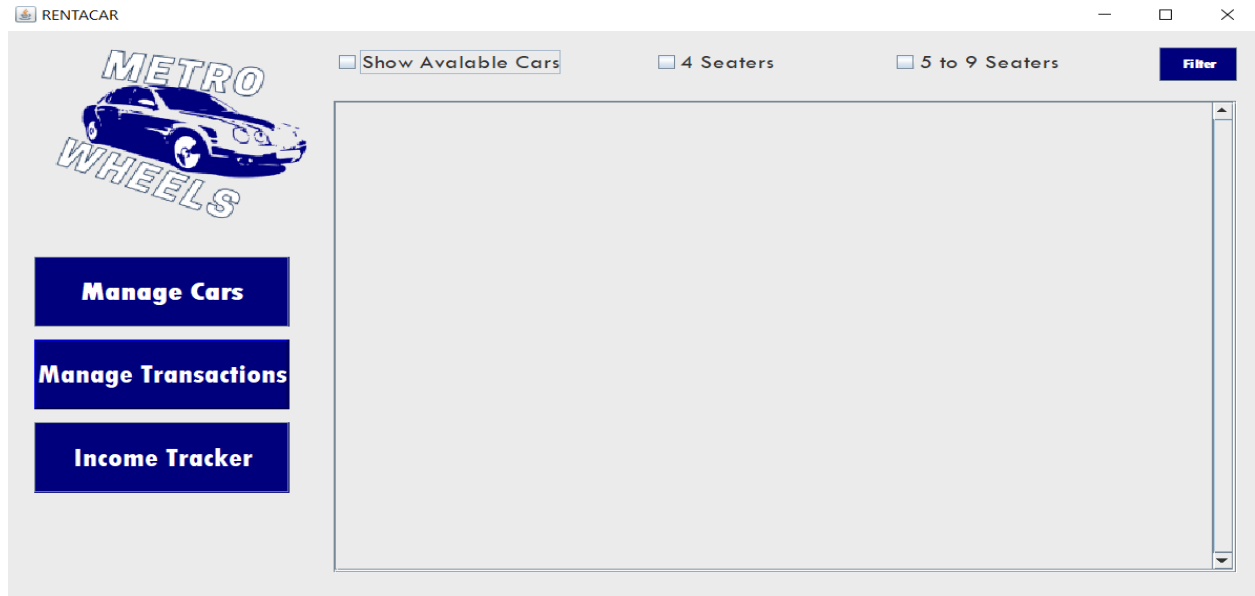 RENTACAR
METRO
WHEELS
Show Avalable Cars
4 Seaters
5 to 9 Seaters
Filter
Manage Cars
Manage Transactions
Income Tracker